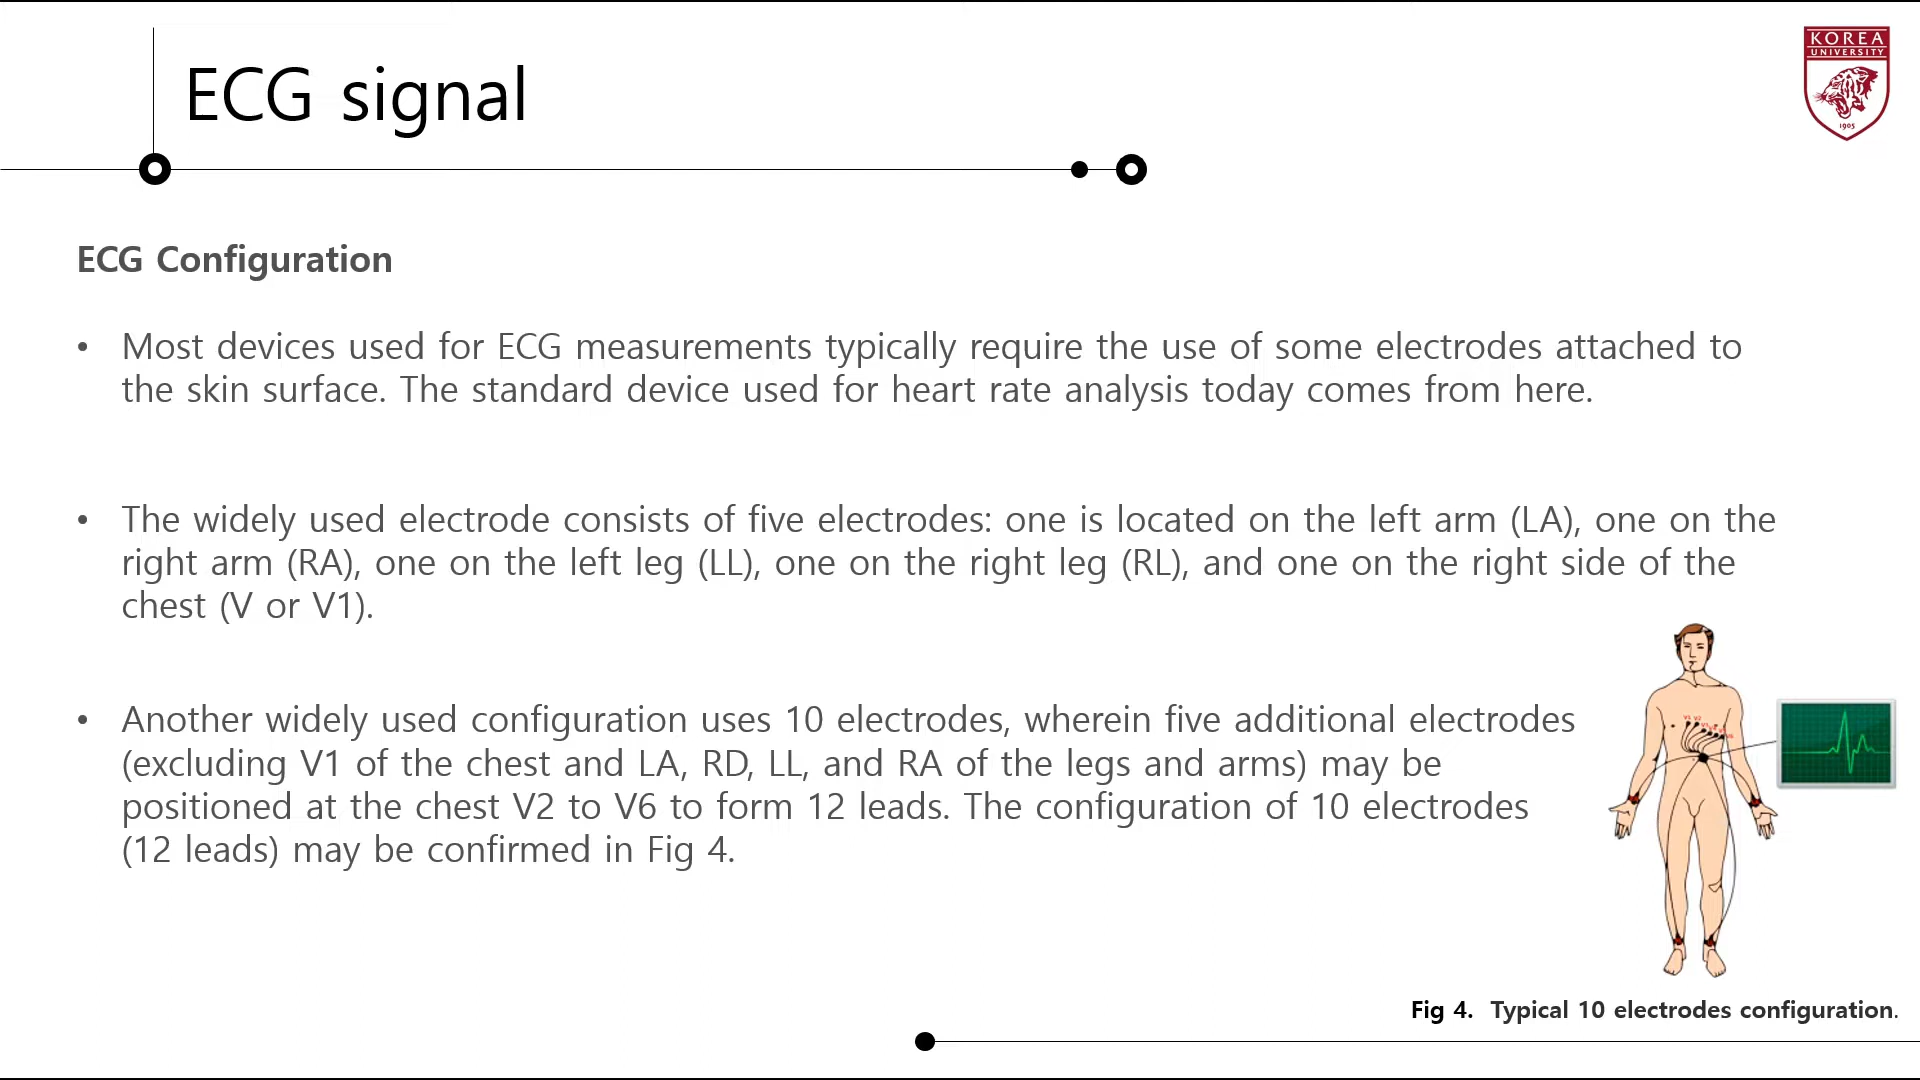 ECG signal
KOREA
UNIVERSITY
1905
ECG Configuration
• Most devices used for ECG measurements typically require the use of some electrodes attached to
the skin surface. The standard device used for heart rate analysis today comes from here.
• The widely used electrode consists of five electrodes: one is located on the left arm (LA), one on the
right arm (RA), one on the left leg (LL), one on the right leg (RL), and one on the right side of the
chest (V or V1).
• Another widely used configuration uses 10 electrodes, wherein five additional electrodes
(excluding V1 of the chest and LA, RD, LL, and RA of the legs and arms) may be
positioned at the chest V2 to V6 to form 12 leads. The configuration of 10 electrodes
(12 leads) may be confirmed in Fig 4.
V1 V2
Fig 4. Typical 10 electrodes configuration.